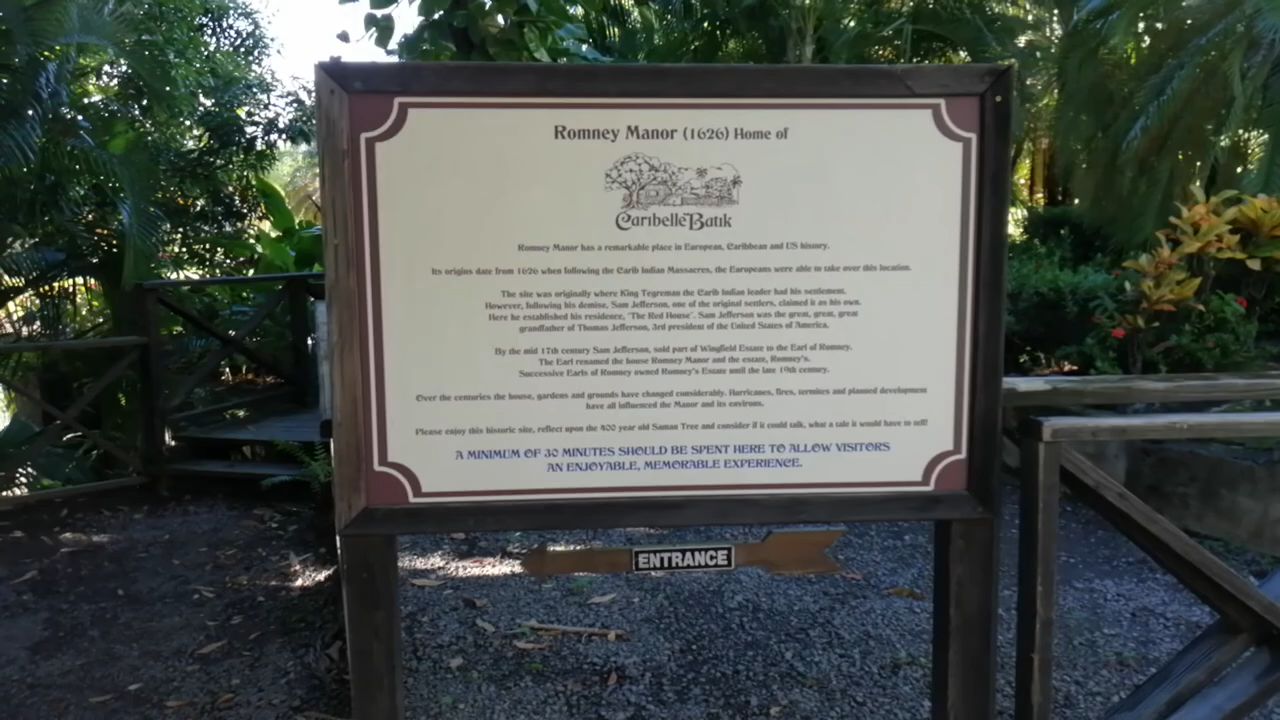 Romney Manor (1626) Home of
Caribelle Batik
Romney Manor has a remarkable place in European, Caribbean and US history.
Its origins date from 1626 when following the Carib Indian Massacres, the Europeans were able to take over this location.
The site was originally where King Tegreman the Carib Indian leader had his settlement.
However, following his demise, Sam Jefferson, one of the original settlers, claimed it as his own.
Here he established his residence, "The Red House". Sam Jefferson was the great, great, great
grandfather of Thomas Jefferson, 3rd president of the United States of America.
By the mid 17th century Sam Jefferson, sold part of Wingfield Estate to the Earl of Romney.
The Earl renamed the house Romney Manor and the estate, Romney's.
Successive Earls of Romney owned Romney's Estate until the late 19th century.
Over the centuries the house, gardens and grounds have changed considerably. Hurricanes, fires, termites and planned development
have all influenced the Manor and its environs.
Please enjoy this historic site, reflect upon the 400 year old Saman Tree and consider if it could talk, what a tale it would have to tell!
A MINIMUM OF 30 MINUTES SHOULD BE SPENT HERE TO ALLOW VISITORS
AN ENJOYABLE, MEMORABLE EXPERIENCE.
ENTRANCE